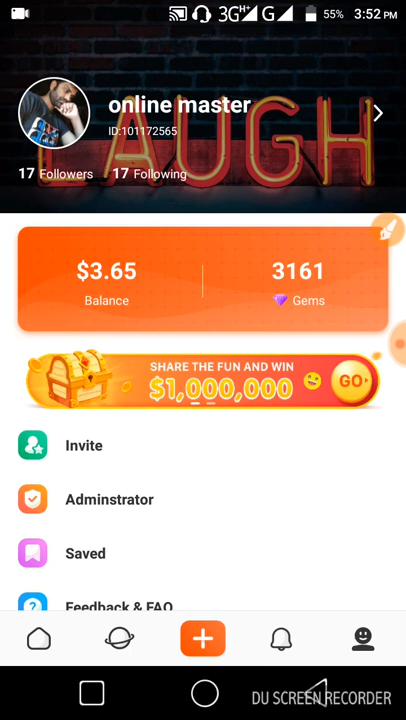 3G H+ G 55% 3:52 PM
LAUGH
online master
ID:101172565
17 Followers 17 Following
$3.65 3161
Balance Gems
SHARE THE FUN AND WIN
$1,000,000 GO
Invite
Adminstrator
Saved
Feedback & FAQ
DU SCREEN RECORDER